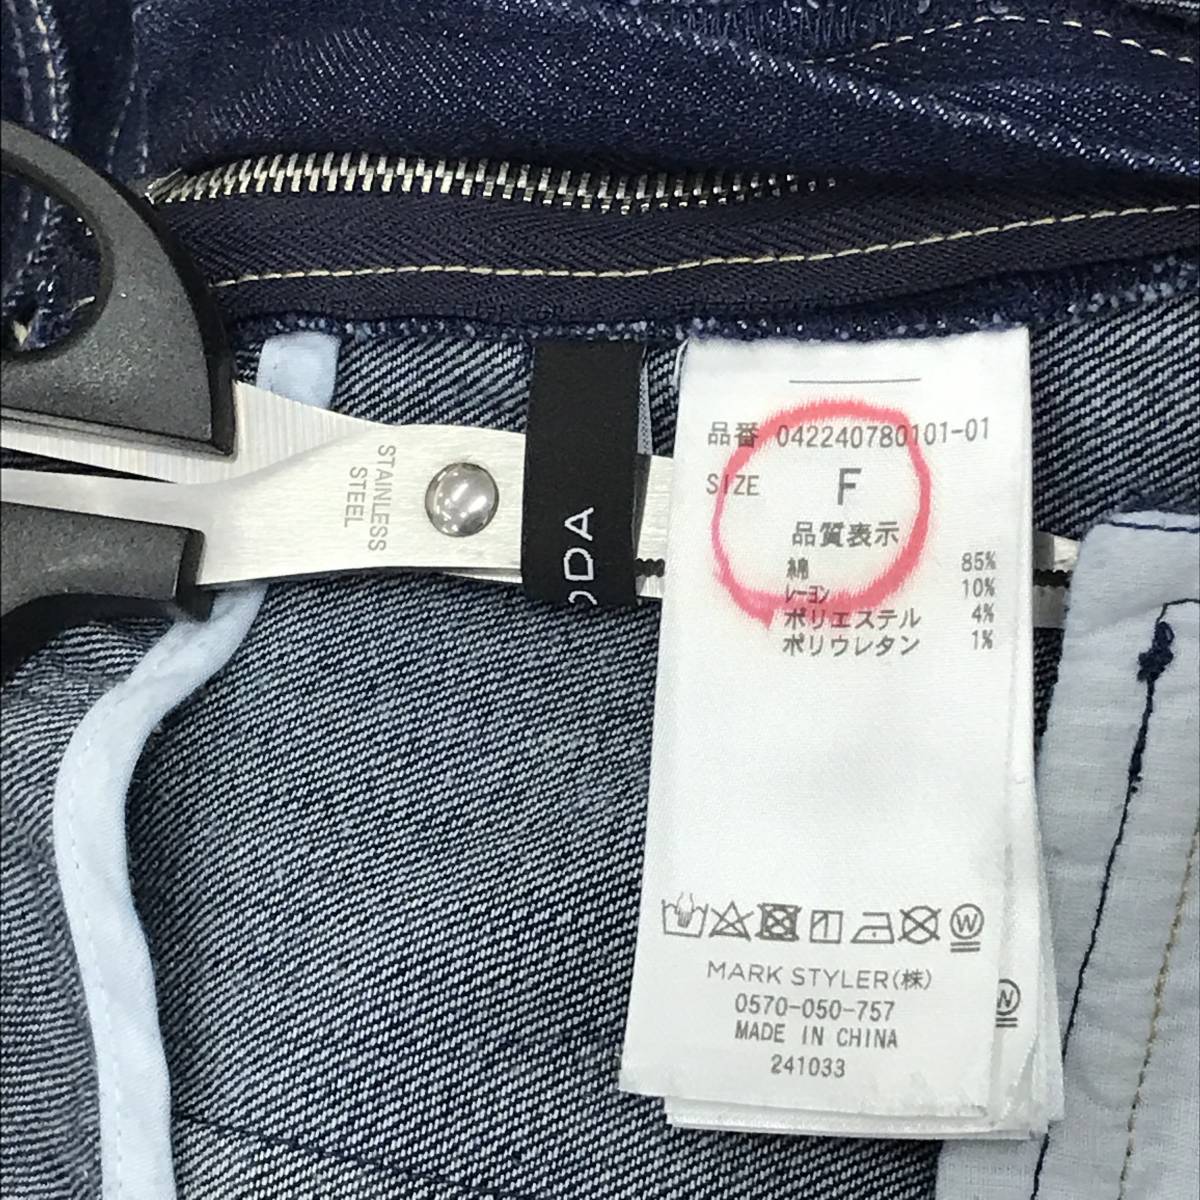 STAINLESS
STEEL
ODA
品番 042240780101-01
SIZE F
品質表示
綿 85%
レーヨン 10%
ポリエステル 4%
ポリウレタン 1%
W
MARK STYLER(株)
0570-050-757
MADE IN CHINA
241033
W